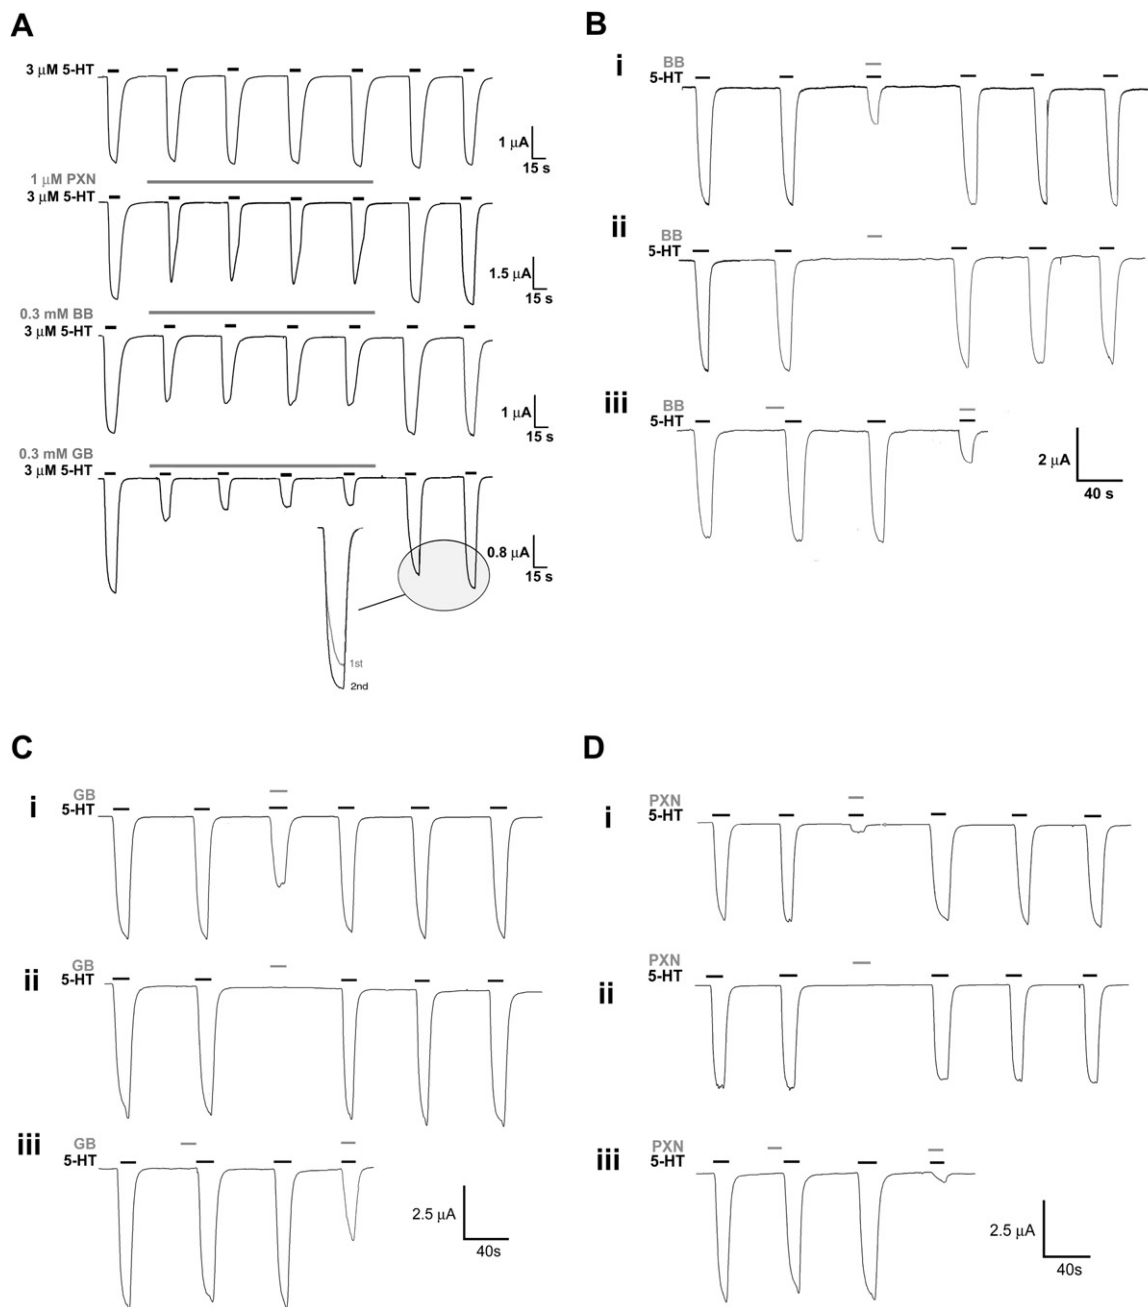 A
3 μM 5-HT
1 μA
15 s
1 μM PXN
3 μM 5-HT
1.5 μA
15 s
0.3 mM BB
3 μM 5-HT
1 μA
15 s
0.3 mM GB
3 μM 5-HT
0.8 μA
15 s
1st
2nd
B
i
BB
5-HT
ii
BB
5-HT
iii
BB
5-HT
2 μA
40 s
C
i
GB
5-HT
ii
GB
5-HT
iii
GB
5-HT
2.5 μA
40s
D
i
PXN
5-HT
ii
PXN
5-HT
iii
PXN
5-HT
2.5 μA
40s